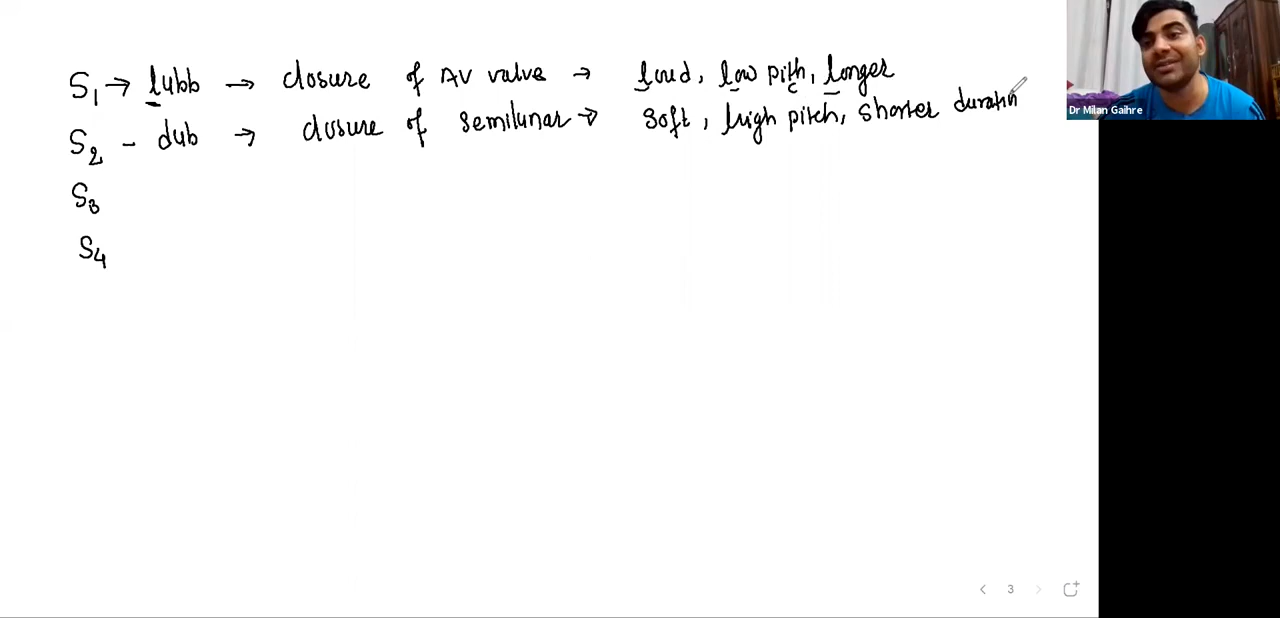 S1 → lubb → closure of AV valve → loud, low pitch, longer
S2 - dub → closure of semilunar → soft, high pitch, shorter duration
S3
S4
Dr Milan Gaihre
< 3 >